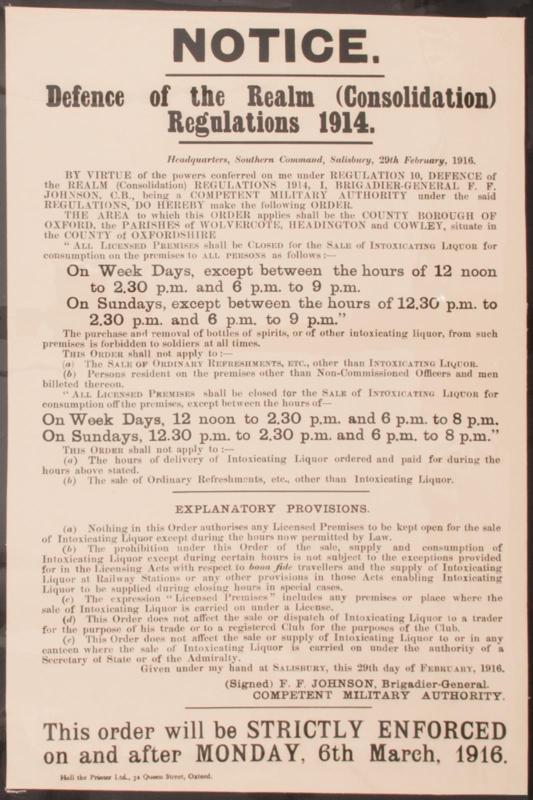 NOTICE.
Defence of the Realm (Consolidation)
Regulations 1914.
Headquarters, Southern Command, Salisbury, 29th February, 1916.
BY VIRTUE of the powers conferred on me under REGULATION 10, DEFENCE of
the REALM (Consolidation) REGULATIONS 1914, I, BRIGADIER-GENERAL F. F.
JOHNSON, C.B., being a COMPETENT MILITARY AUTHORITY under the said
REGULATIONS, DO HEREBY make the following ORDER.
THE AREA to which this ORDER applies shall be the COUNTY BOROUGH OF
OXFORD, the PARISHES of WOLVERCOTE, HEADINGTON and COWLEY, situate in
the COUNTY of OXFORDSHIRE
" ALL LICENSED PREMISES shall be CLOSED for the SALE of INTOXICATING LIQUOR for
consumption on the premises to ALL PERSONS as follows :—
On Week Days, except between the hours of 12 noon
to 2.30 p.m. and 6 p.m. to 9 p.m.
On Sundays, except between the hours of 12.30 p.m. to
2.30 p.m. and 6 p.m. to 9 p.m."
The purchase and removal of bottles of spirits, or of other intoxicating liquor, from such
premises is forbidden to soldiers at all times.
THIS ORDER shall not apply to :—
(a) The SALE OF ORDINARY REFRESHMENTS, ETC., other than INTOXICATING LIQUOR.
(b) Persons resident on the premises other than Non-Commissioned Officers and men
billeted thereon.
" ALL LICENSED PREMISES shall be closed for the SALE of INTOXICATING LIQUOR for
consumption off the premises, except between the hours of—
On Week Days, 12 noon to 2.30 p.m. and 6 p.m. to 8 p.m.
On Sundays, 12.30 p.m. to 2.30 p.m. and 6 p.m. to 8 p.m."
THIS ORDER shall not apply to :—
(a) The hours of delivery of Intoxicating Liquor ordered and paid for during the
hours above stated.
(b) The sale of Ordinary Refreshments, etc., other than Intoxicating Liquor.
EXPLANATORY PROVISIONS.
(a) Nothing in this Order authorises any Licensed Premises to be kept open for the sale
of Intoxicating Liquor except during the hours now permitted by Law.
(b) The prohibition under this Order of the sale, supply and consumption of
Intoxicating Liquor except during certain hours is not subject to the exceptions provided
for in the Licensing Acts with respect to bona fide travellers and the supply of Intoxicating
Liquor at Railway Stations or any other provisions in those Acts enabling Intoxicating
Liquor to be supplied during closing hours in special cases.
(c) The expression "Licensed Premises" includes any premises or place where the
sale of Intoxicating Liquor is carried on under a License.
(d) This Order does not affect the sale or dispatch of Intoxicating Liquor to a trader
for the purpose of his trade or to a registered Club for the purposes of the Club.
(e) This Order does not affect the sale or supply of Intoxicating Liquor to or in any
canteen where the sale of Intoxicating Liquor is carried on under the authority of a
Secretary of State or of the Admiralty.
Given under my hand at SALISBURY, this 29th day of FEBRUARY, 1916.
(Signed) F. F. JOHNSON, Brigadier-General.
COMPETENT MILITARY AUTHORITY.
This order will be STRICTLY ENFORCED
on and after MONDAY, 6th March, 1916.
Hall the Printer Ltd., 32 Queen Street, Oxford.